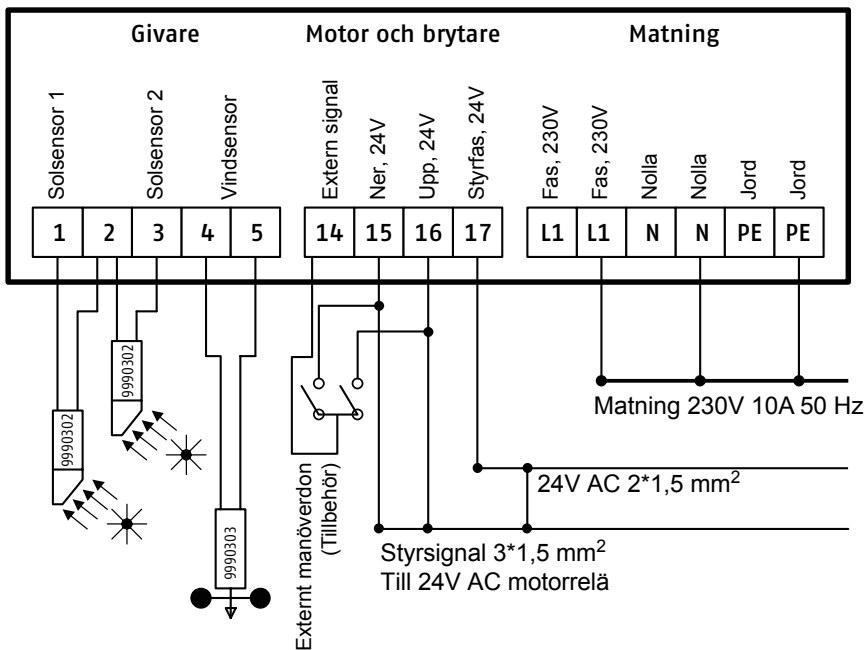 Givare
Motor och brytare
Matning
Solsensor 1
Solsensor 2
Vindsensor
Extern signal
Ner, 24V
Upp, 24V
Styrfas, 24V
Fas, 230V
Fas, 230V
Nolla
Nolla
Jord
Jord
1 2 3 4 5
14 15 16 17
L1 L1 N N PE PE
9990302
9990302
9990303
Externt manöverdon
(Tillbehör)
Matning 230V 10A 50 Hz
24V AC 2*1,5 mm²
Styrsignal 3*1,5 mm²
Till 24V AC motorrelä